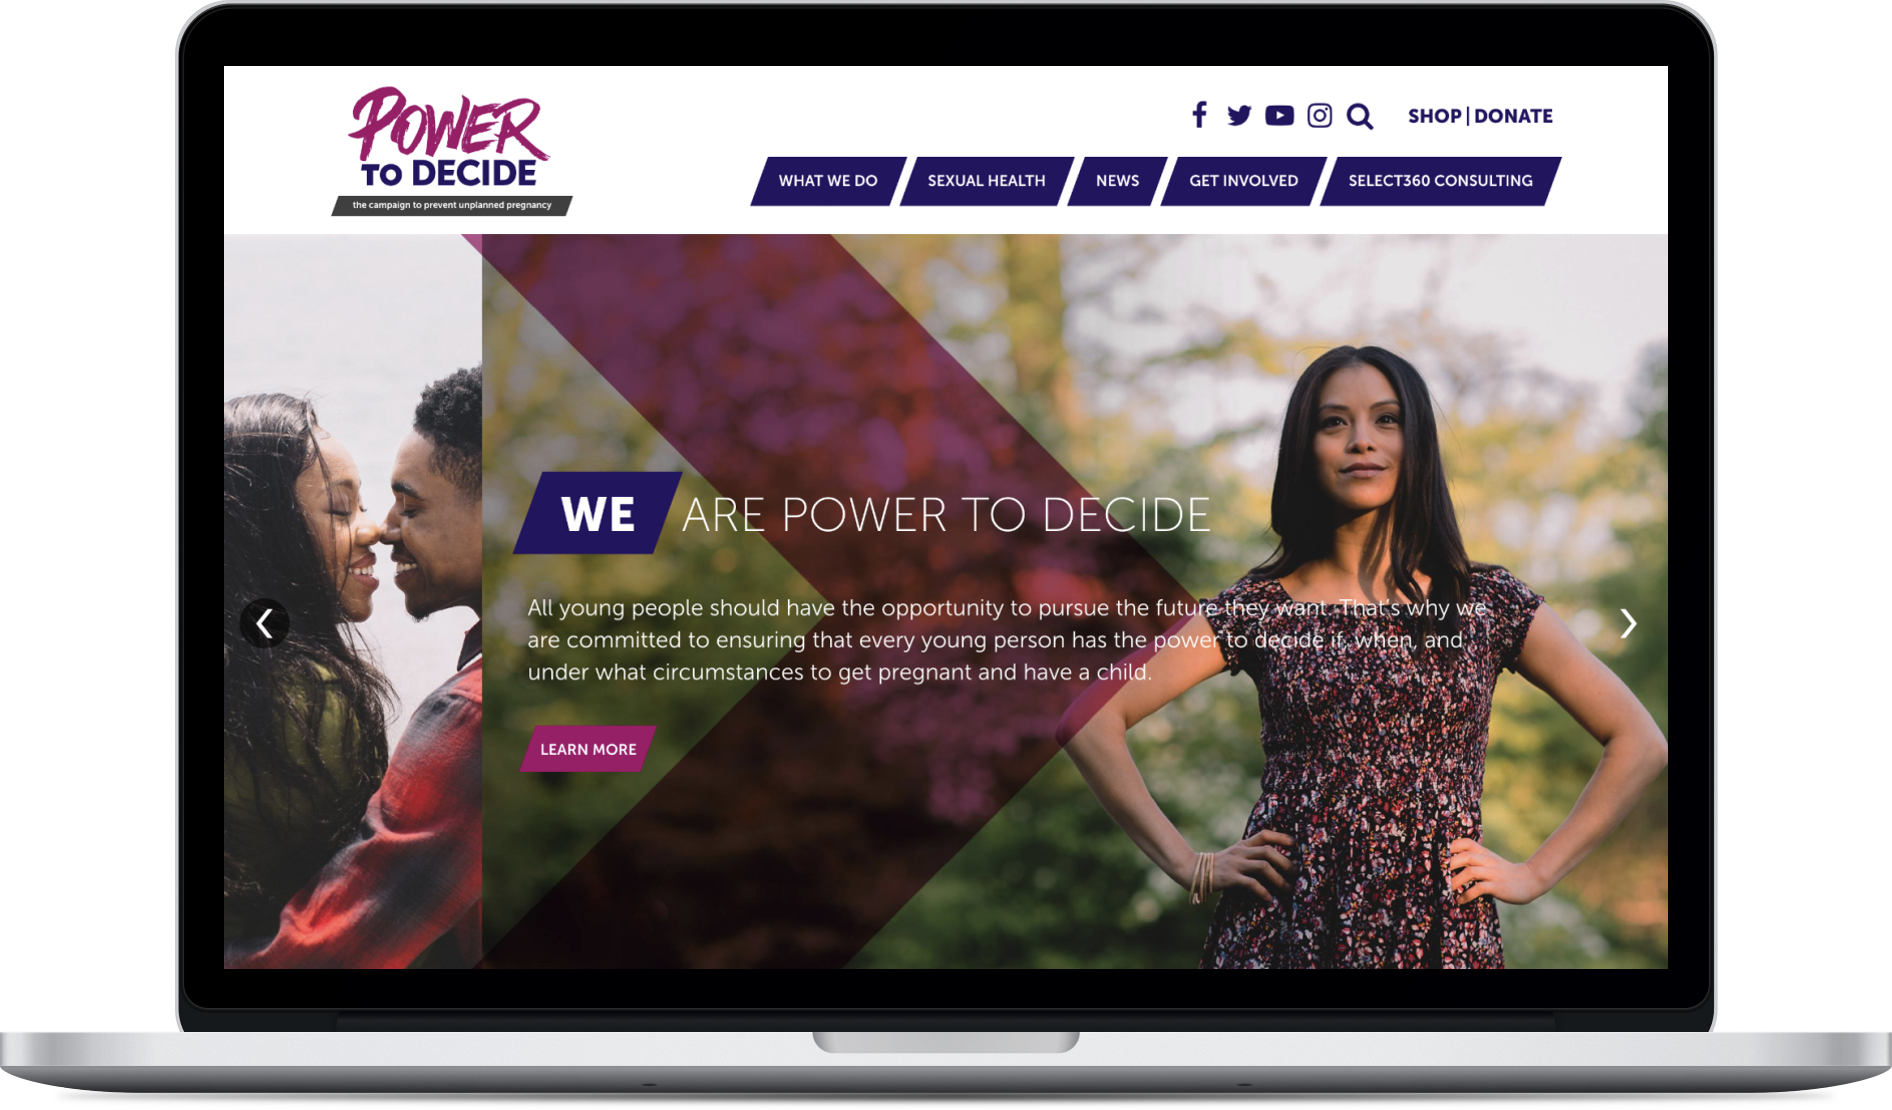 POWER
TO DECIDE
the campaign to prevent unplanned pregnancy
SHOP | DONATE
WHAT WE DO
SEXUAL HEALTH
NEWS
GET INVOLVED
SELECT360 CONSULTING
WE ARE POWER TO DECIDE
All young people should have the opportunity to pursue the future they want. That's why we
are committed to ensuring that every young person has the power to decide if, when, and
under what circumstances to get pregnant and have a child.
LEARN MORE